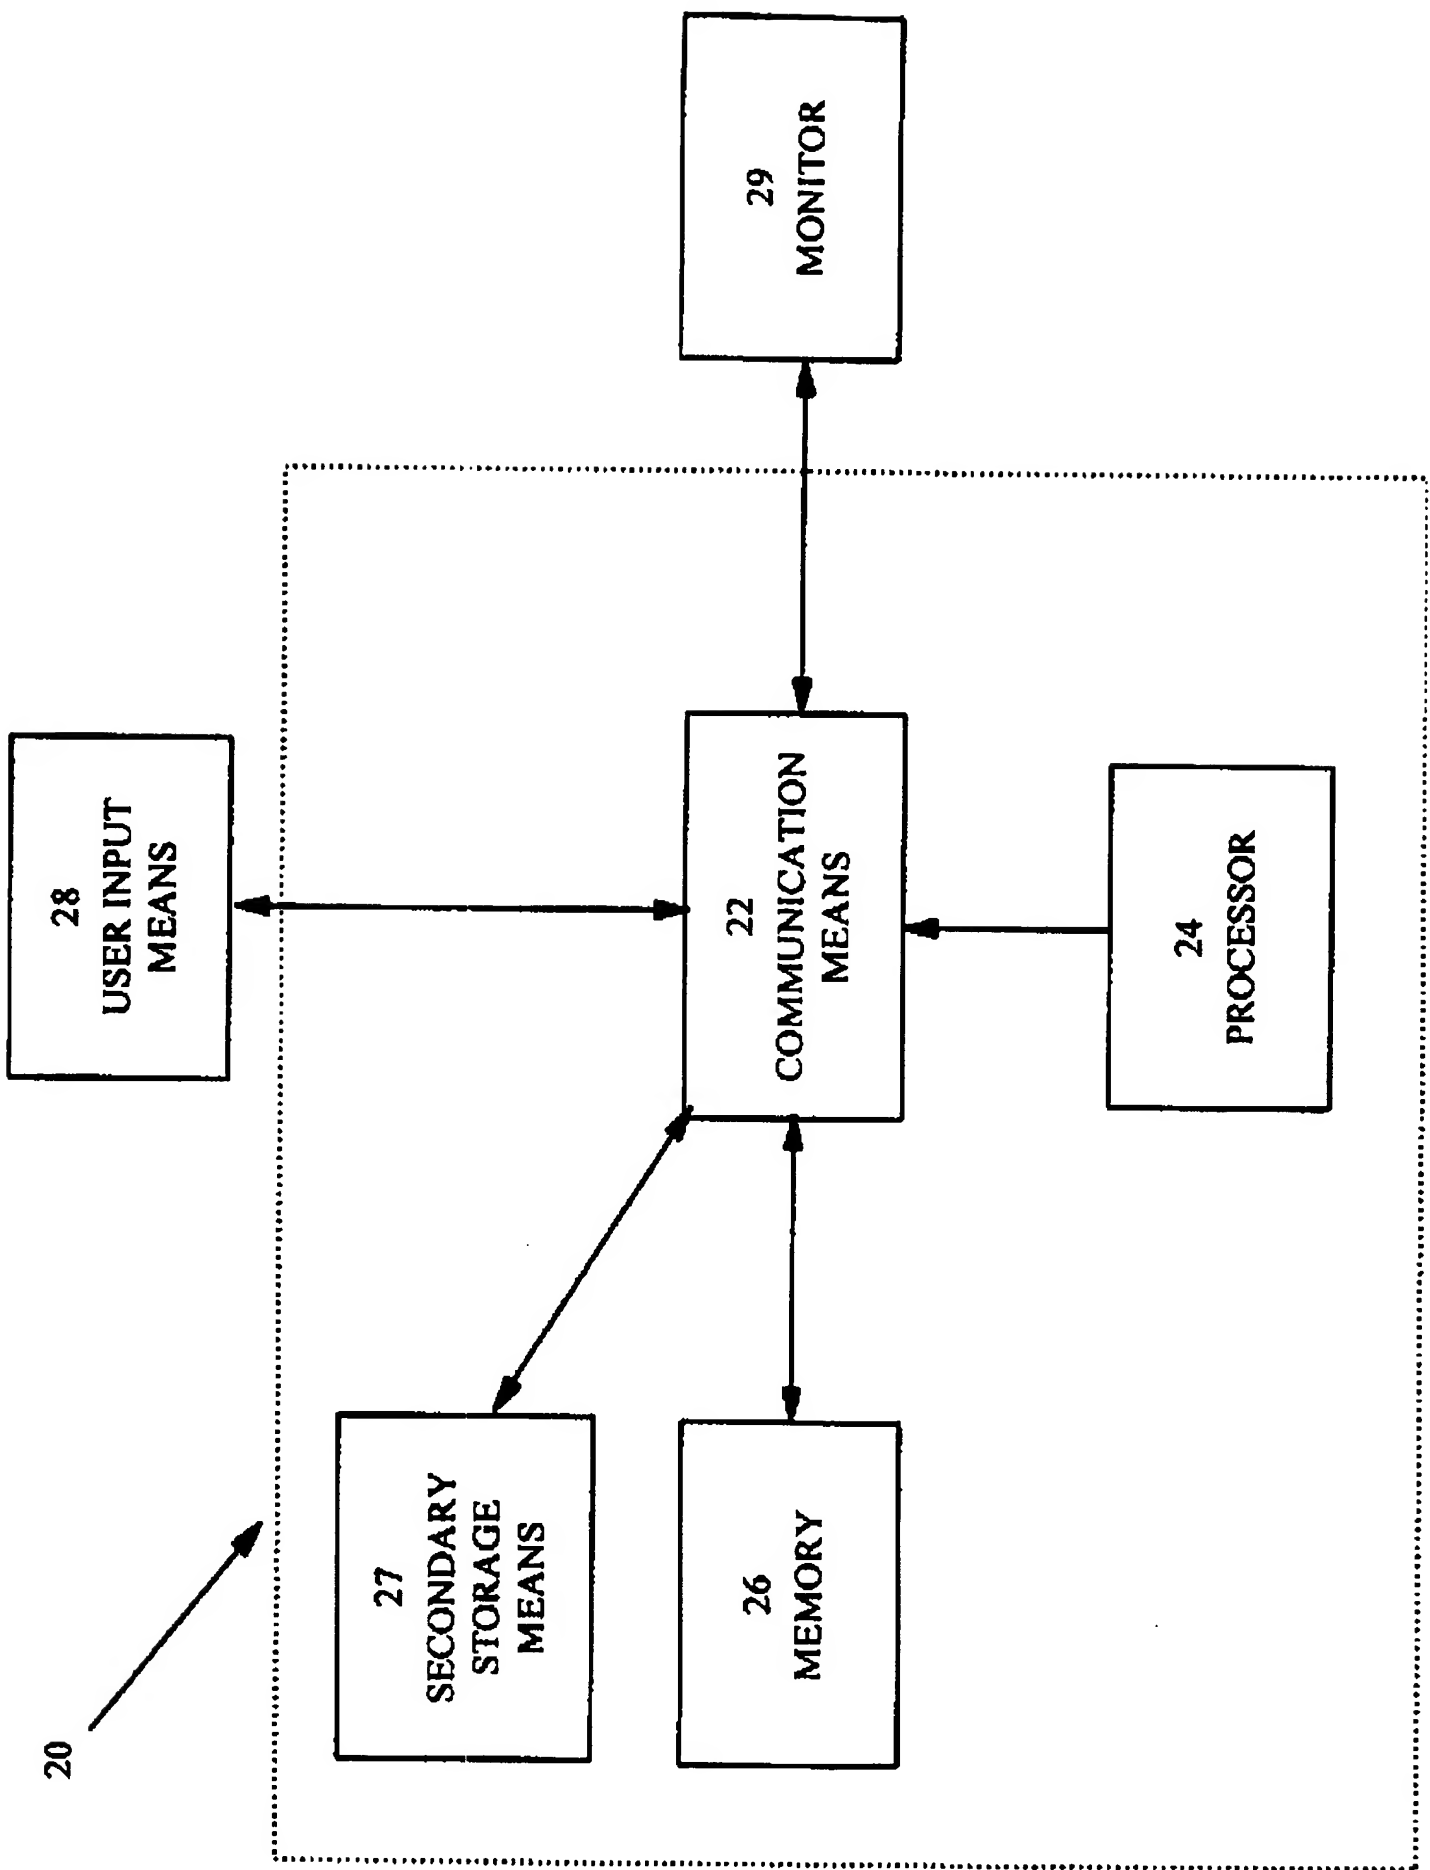 20
28
USER INPUT
MEANS
27
SECONDARY
STORAGE
MEANS
26
MEMORY
22
COMMUNICATION
MEANS
29
MONITOR
24
PROCESSOR